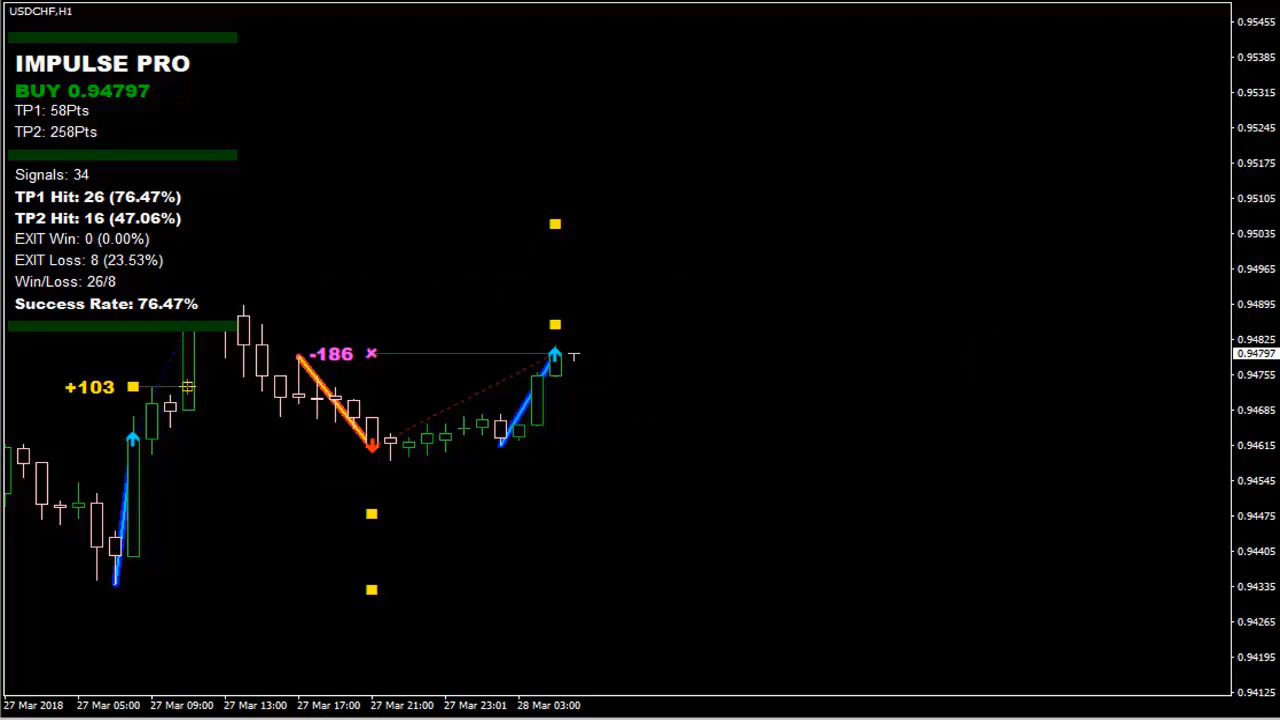 USDCHF,H1
IMPULSE PRO
BUY 0.94797
TP1: 58Pts
TP2: 258Pts
Signals: 34
TP1 Hit: 26 (76.47%)
TP2 Hit: 16 (47.06%)
EXIT Win: 0 (0.00%)
EXIT Loss: 8 (23.53%)
Win/Loss: 26/8
Success Rate: 76.47%
-186
+103
0.95455
0.95385
0.95315
0.95245
0.95175
0.95105
0.95035
0.94965
0.94895
0.94825
0.94797
0.94755
0.94685
0.94615
0.94545
0.94475
0.94405
0.94335
0.94265
0.94195
0.94125
27 Mar 2018 27 Mar 05:00 27 Mar 09:00 27 Mar 13:00 27 Mar 17:00 27 Mar 21:00 27 Mar 23:01 28 Mar 03:00